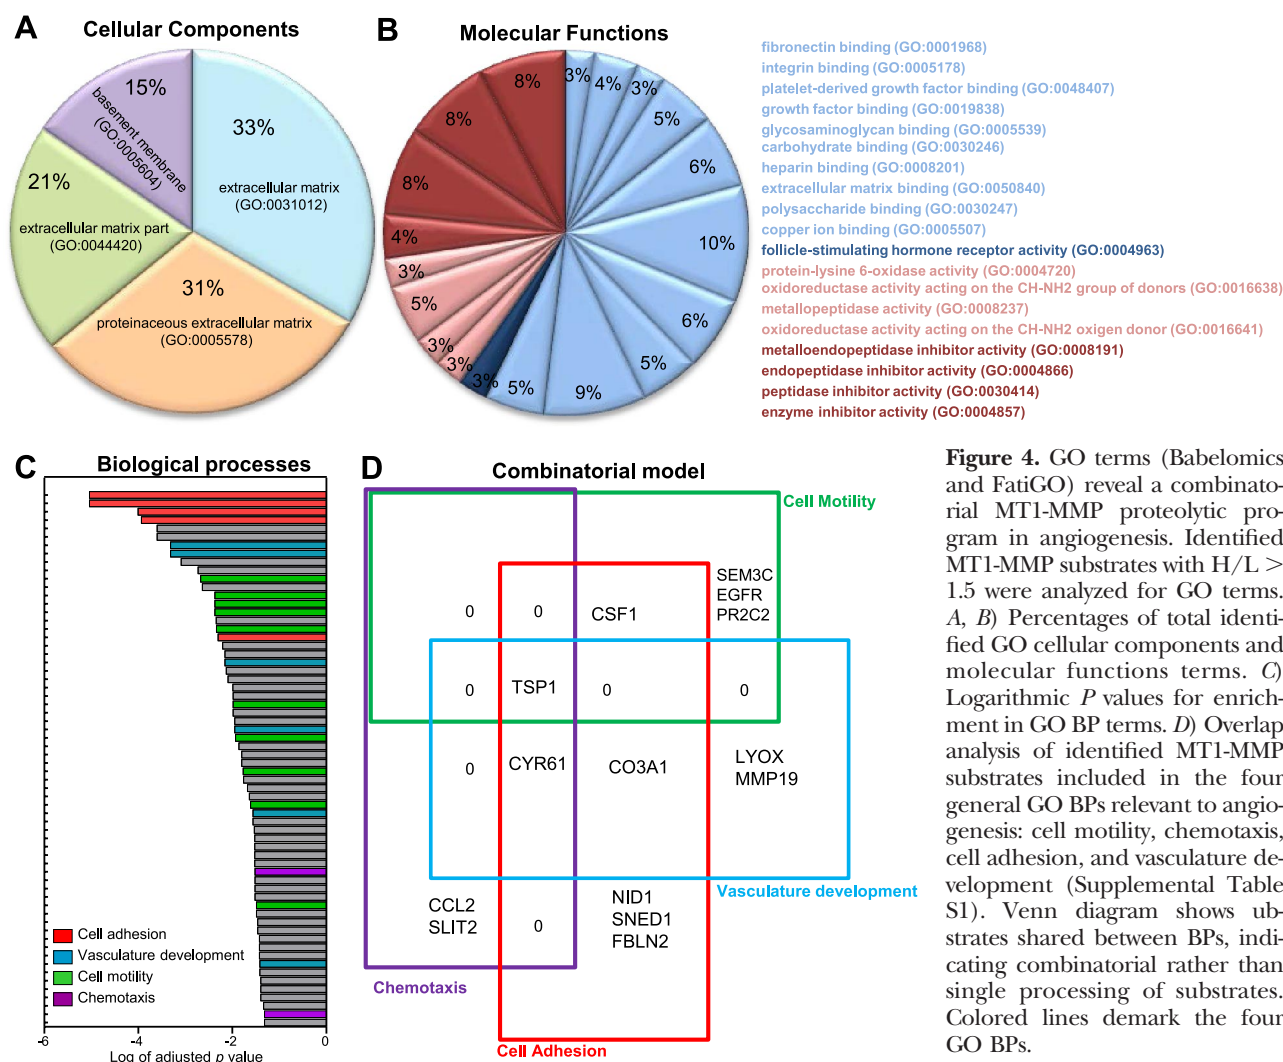 A
Cellular Components
15%
basement membrane
(GO:0005604)
33%
extracellular matrix
(GO:0031012)
21%
extracellular matrix part
(GO:0044420)
31%
proteinaceous extracellular matrix
(GO:0005578)
B
Molecular Functions
3%
4%
3%
5%
6%
10%
6%
5%
9%
5%
3%
3%
3%
5%
3%
4%
8%
8%
8%
fibronectin binding (GO:0001968)
integrin binding (GO:0005178)
platelet-derived growth factor binding (GO:0048407)
growth factor binding (GO:0019838)
glycosaminoglycan binding (GO:0005539)
carbohydrate binding (GO:0030246)
heparin binding (GO:0008201)
extracellular matrix binding (GO:0050840)
polysaccharide binding (GO:0030247)
copper ion binding (GO:0005507)
follicle-stimulating hormone receptor activity (GO:0004963)
protein-lysine 6-oxidase activity (GO:0004720)
oxidoreductase activity acting on the CH-NH2 group of donors (GO:0016638)
metallopeptidase activity (GO:0008237)
oxidoreductase activity acting on the CH-NH2 oxigen donor (GO:0016641)
metalloendopeptidase inhibitor activity (GO:0008191)
endopeptidase inhibitor activity (GO:0004866)
peptidase inhibitor activity (GO:0030414)
enzyme inhibitor activity (GO:0004857)
C
Biological processes
Cell adhesion
Vasculature development
Cell motility
Chemotaxis
-6
-4
-2
0
Log of adjusted p value
D
Combinatorial model
Cell Motility
SEM3C
EGFR
PR2C2
0
0
CSF1
0
TSP1
0
0
0
CYR61
CO3A1
LYOX
MMP19
Vasculature development
CCL2
SLIT2
0
NID1
SNED1
FBLN2
Chemotaxis
Cell Adhesion
Figure 4. GO terms (Babelomics
and FatiGO) reveal a combinato-
rial MT1-MMP proteolytic pro-
gram in angiogenesis. Identified
MT1-MMP substrates with H/L >
1.5 were analyzed for GO terms.
A, B) Percentages of total identi-
fied GO cellular components and
molecular functions terms. C)
Logarithmic P values for enrich-
ment in GO BP terms. D) Overlap
analysis of identified MT1-MMP
substrates included in the four
general GO BPs relevant to angio-
genesis: cell motility, chemotaxis,
cell adhesion, and vasculature de-
velopment (Supplemental Table
S1). Venn diagram shows ub-
strates shared between BPs, indi-
cating combinatorial rather than
single processing of substrates.
Colored lines demark the four
GO BPs.